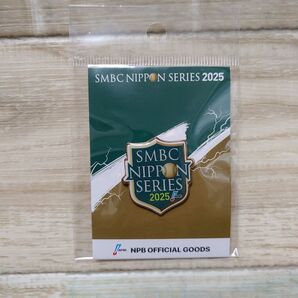 SMBC NIPPON SERIES 2025
SMBC
NIPPON
SERIES
2025
NPB OFFICIAL GOODS